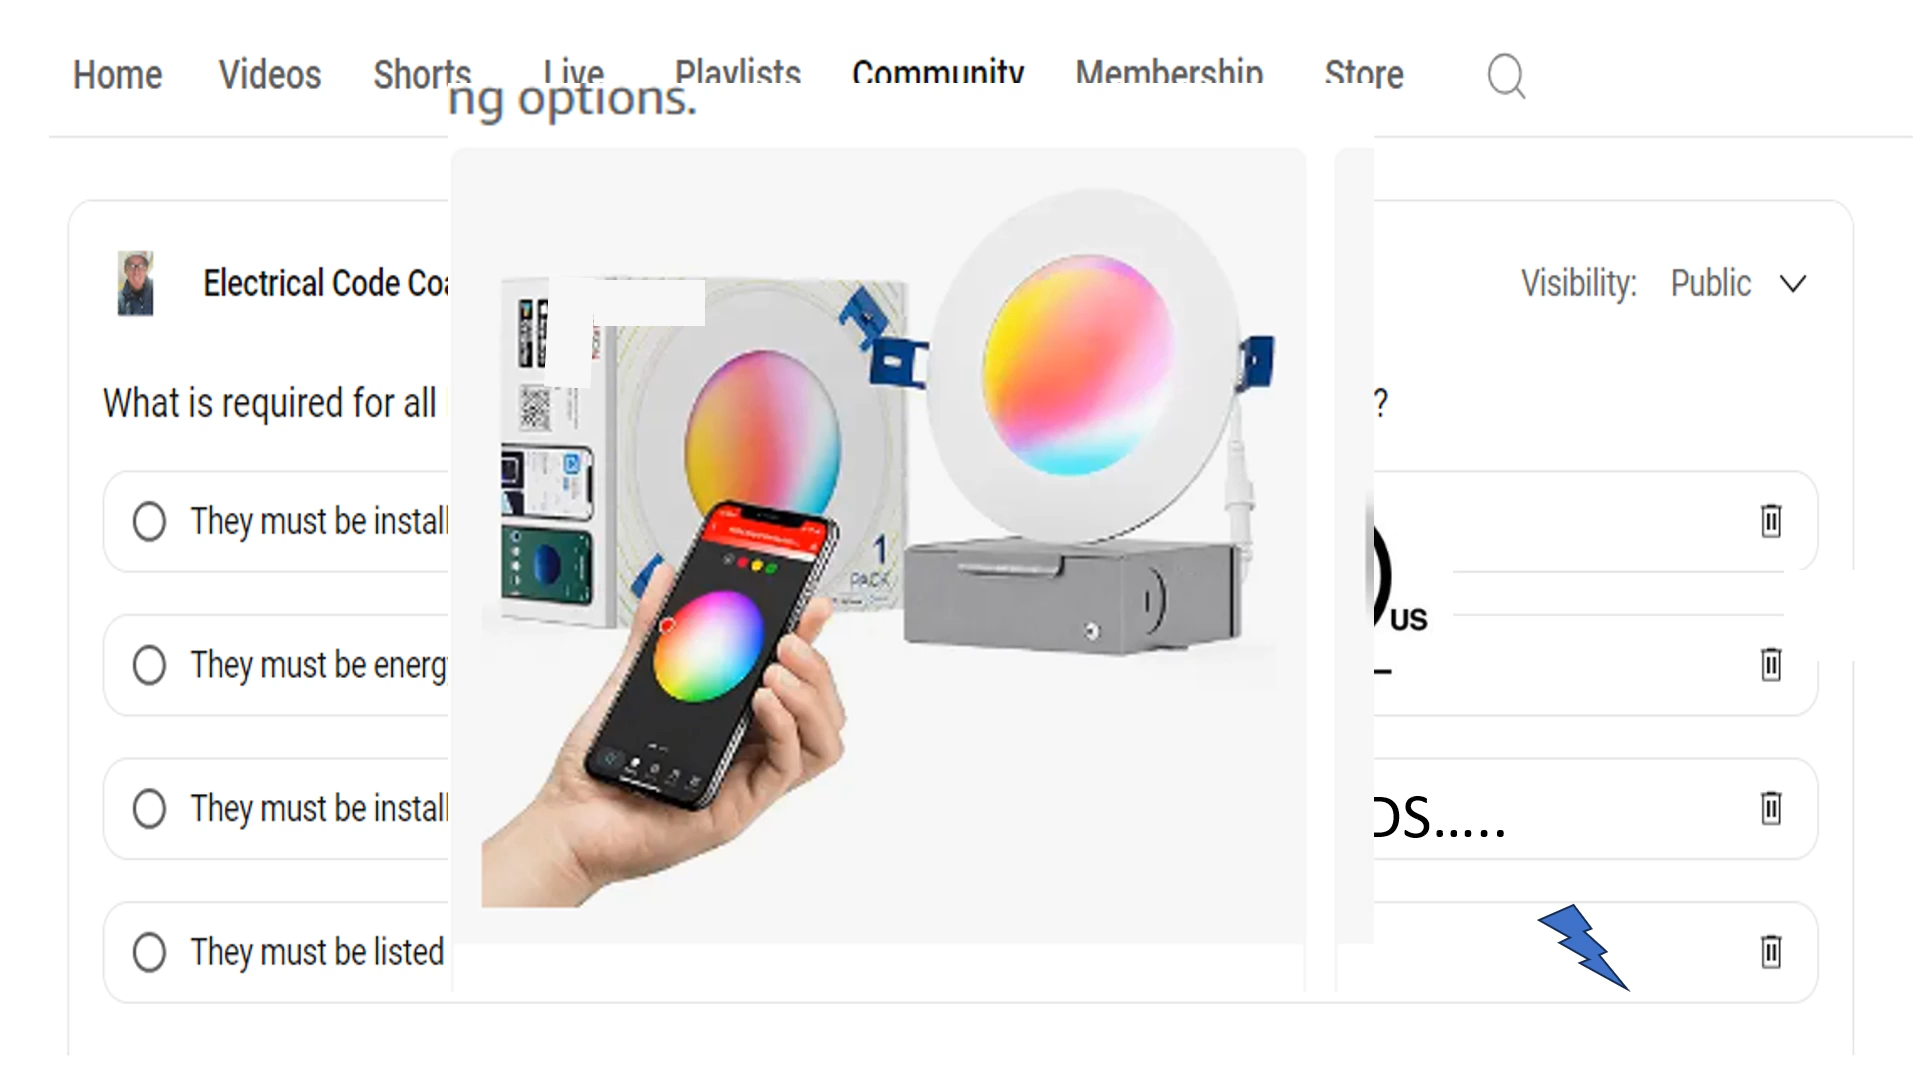 Home Videos Shorts Live Playlists Community Membership Store
ng options.
Electrical Code Coa
Visibility: Public
What is required for all
?
They must be install
They must be energ
US
They must be install
DS.....
They must be listed
1
PACK